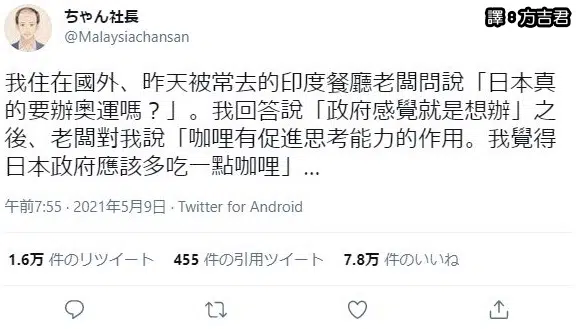 ちゃん社長
譯:方吉君
@Malaysiachansan
我住在國外、昨天被常去的印度餐廳老闆問說「日本真
的要辦奧運嗎？」。我回答說「政府感覺就是想辦」之
後、老闆對我說「咖哩有促進思考能力的作用。我覺得
日本政府應該多吃一點咖哩」...
午前7:55 · 2021年5月9日 · Twitter for Android
1.6万 件のリツイート 455 件の引用ツイート 7.8万 件のいいね